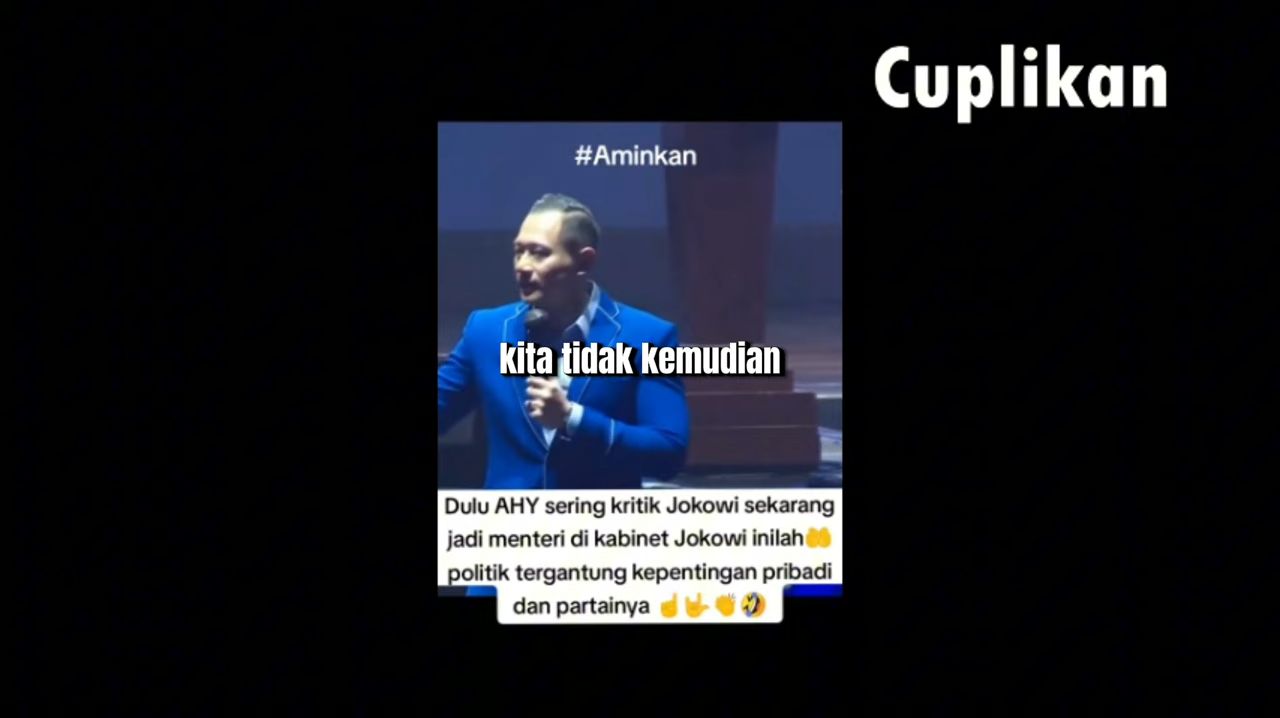 Cuplikan
#Aminkan
kita tidak kemudian
Dulu AHY sering kritik Jokowi sekarang
jadi menteri di kabinet Jokowi inilah🤲
politik tergantung kepentingan pribadi
dan partainya ☝️🤟👏🤣